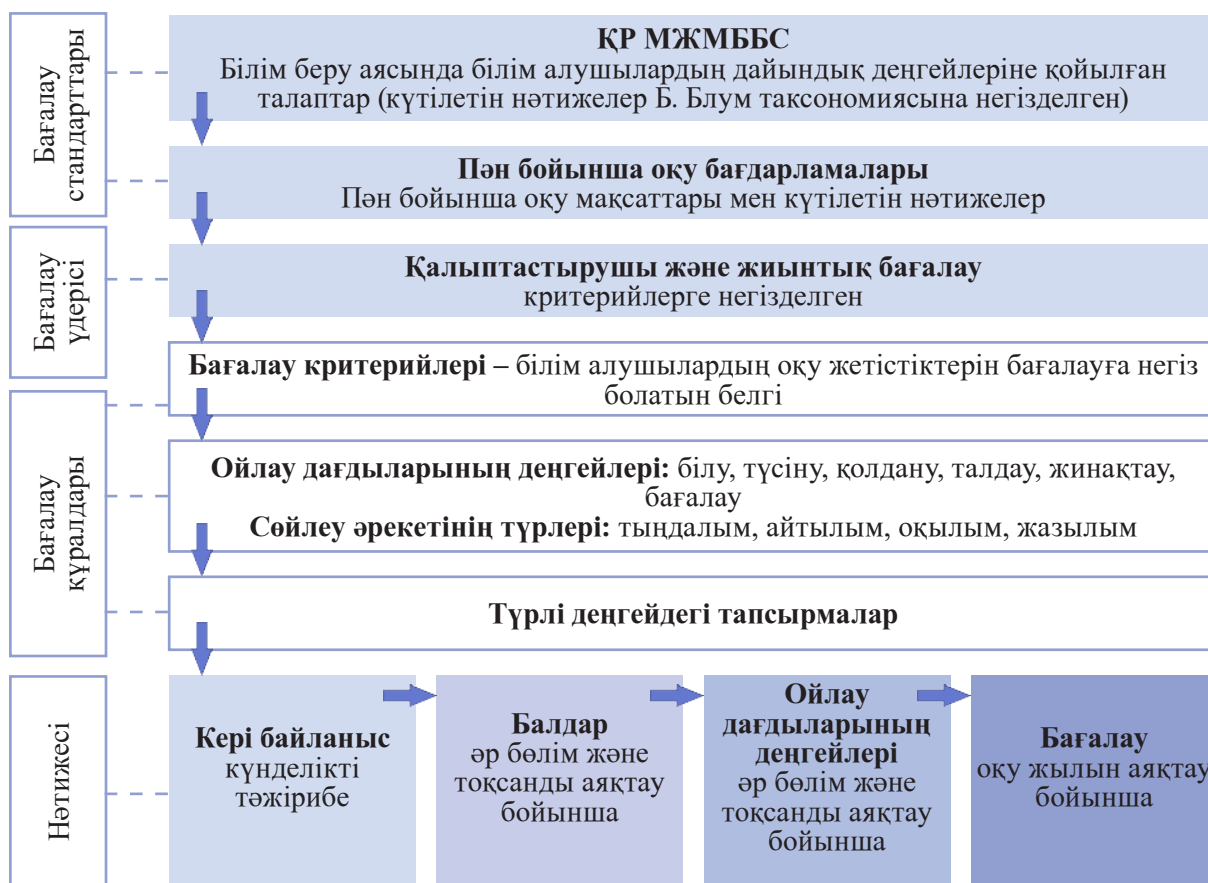 Бағалау
стандарттары
ҚР МЖМББС
Білім беру аясында білім алушылардың дайындық деңгейлеріне қойылған
талаптар (күтілетін нәтижелер Б. Блум таксономиясына негізделген)
Пән бойынша оқу бағдарламалары
Пән бойынша оқу мақсаттары мен күтілетін нәтижелер
Бағалау
үдерісі
Қалыптастырушы және жиынтық бағалау
критерийлерге негізделген
Бағалау критерийлері – білім алушылардың оқу жетістіктерін бағалауға негіз
болатын белгі
Бағалау
құралдары
Ойлау дағдыларының деңгейлері: білу, түсіну, қолдану, талдау, жинақтау,
бағалау
Сөйлеу әрекетінің түрлері: тыңдалым, айтылым, оқылым, жазылым
Түрлі деңгейдегі тапсырмалар
Нәтижесі
Кері байланыс
күнделікті
тәжірибе
Балдар
әр бөлім және
тоқсанды аяқтау
бойынша
Ойлау
дағдыларының
деңгейлері
әр бөлім және
тоқсанды аяқтау
бойынша
Бағалау
оқу жылын аяқтау
бойынша